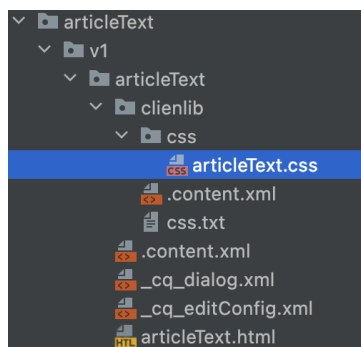 articleText
v1
articleText
clienlib
css
articleText.css
.content.xml
css.txt
.content.xml
_cq_dialog.xml
_cq_editConfig.xml
articleText.html